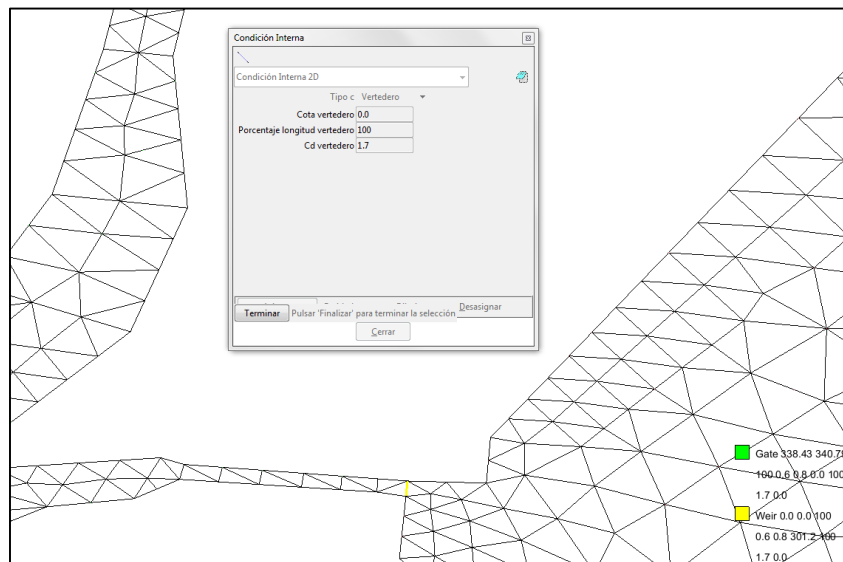 Condición Interna
Condición Interna 2D
Tipo c Vertedero
Cota vertedero 0.0
Porcentaje longitud vertedero 100
Cd vertedero 1.7
Desasignar
Terminar Pulsar 'Finalizar' para terminar la selección
Cerrar
Gate 338.43
100 0.6 0.8 0.0 100
1.7 0.0
Weir 0.0 0.0 100
0.6 0.8 301.2 100
1.7 0.0